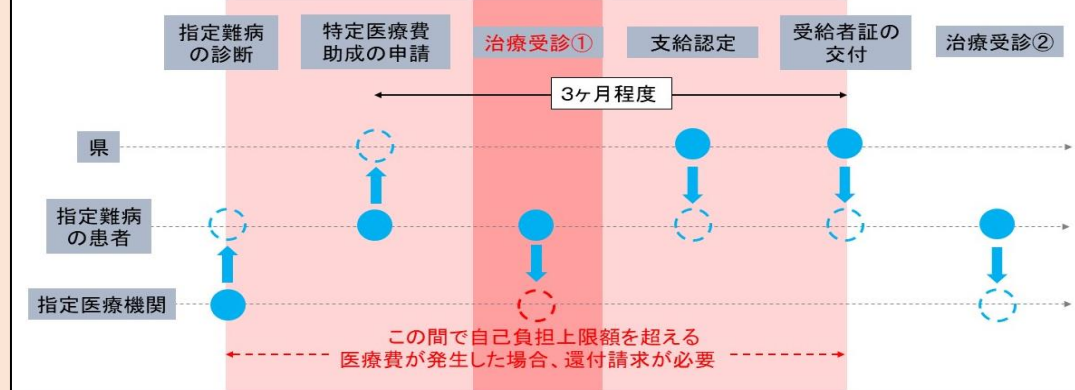 指定難病
の診断
特定医療費
助成の申請
治療受診①
支給認定
受給者証の
交付
治療受診②
3ヶ月程度
県
指定難病
の患者
指定医療機関
この間で自己負担上限額を超える
医療費が発生した場合、還付請求が必要